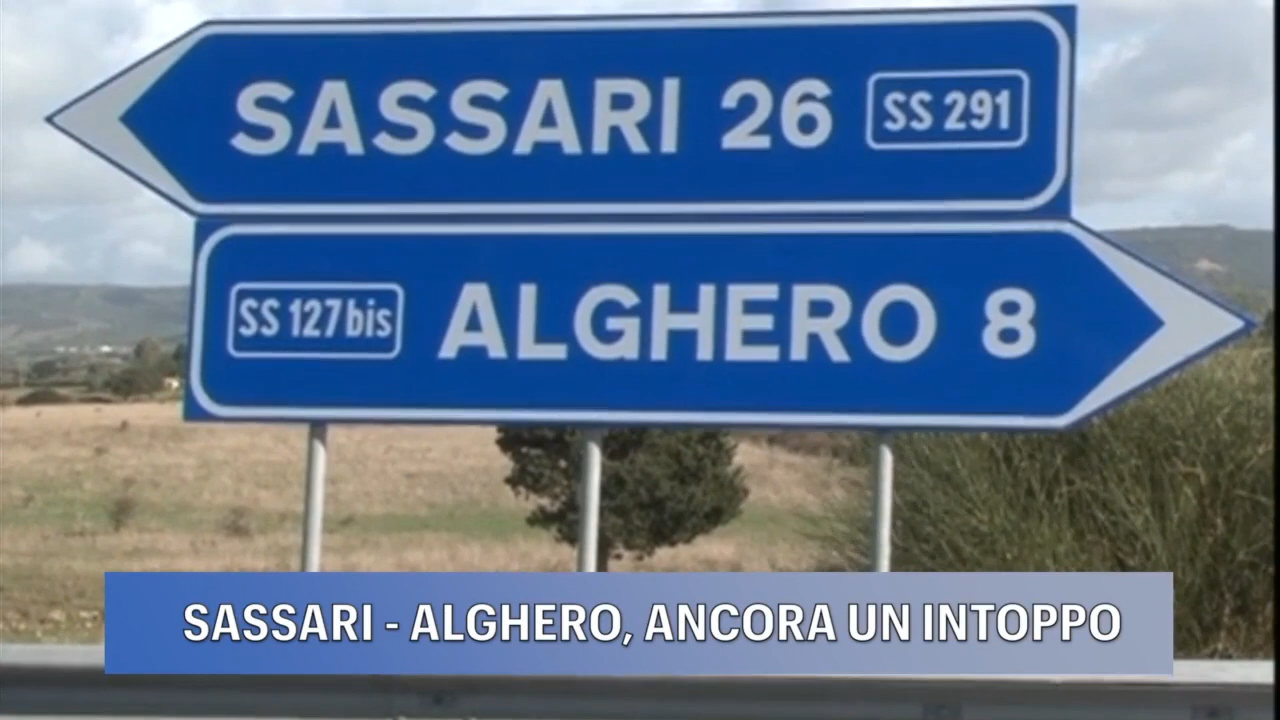 SASSARI 26 SS 291
SS 127bis ALGHERO 8
SASSARI - ALGHERO, ANCORA UN INTOPPO